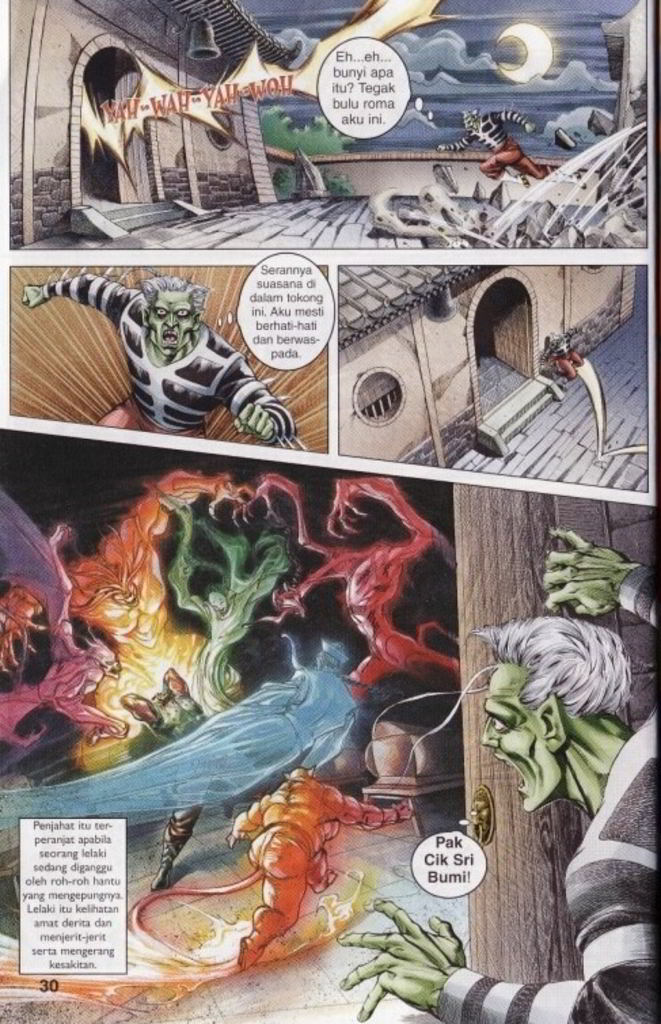 Eh...eh...
bunyi apa
itu? Tegak
bulu roma
aku ini.
YAH-WAH-YAH-WOH
Serannya
suasana di
dalam tokong
ini. Aku mesti
berhati-hati
dan berwas-
pada.
Pak
Cik Sri
Bumi!
Penjahat itu ter-
peranjat apabila
seorang lelaki
sedang diganggu
oleh roh-roh hantu
yang mengepungnya.
Lelaki itu kelihatan
amat derita dan
menjerit-jerit
serta mengerang
kesakitan.
30